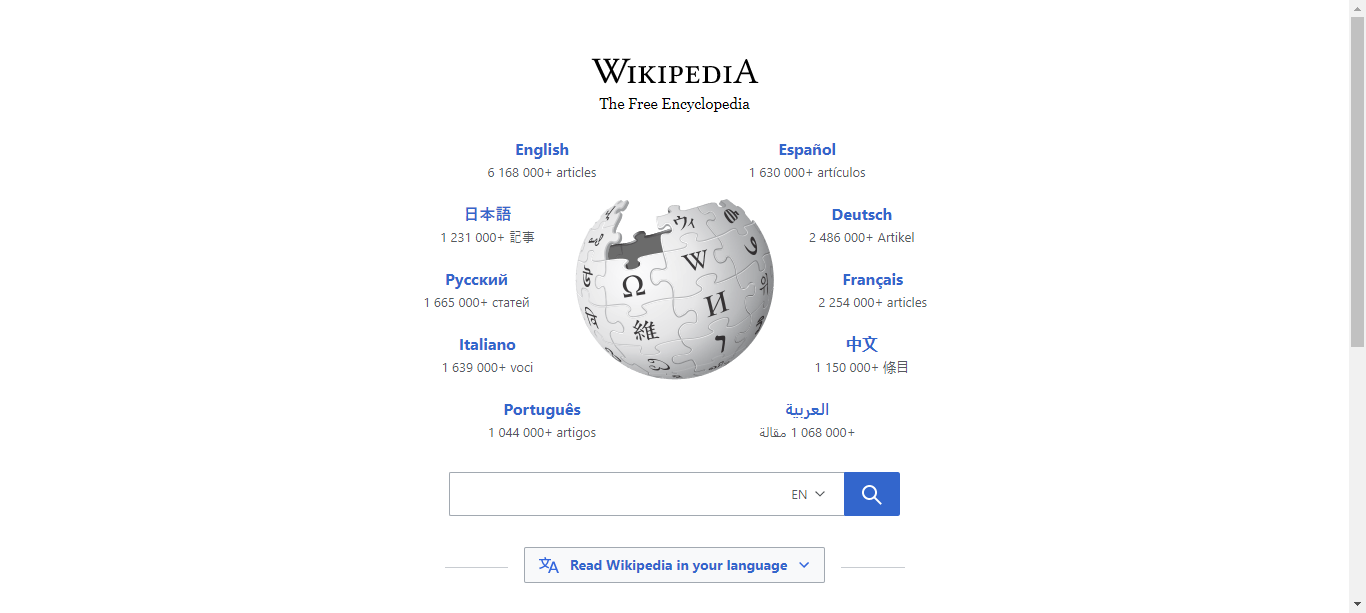 WIKIPEDIA
The Free Encyclopedia
English
6 168 000+ articles
Español
1 630 000+ artículos
日本語
1 231 000+ 記事
Deutsch
2 486 000+ Artikel
Русский
1 665 000+ статей
Français
2 254 000+ articles
Italiano
1 639 000+ voci
中文
1 150 000+ 條目
Português
1 044 000+ artigos
العربية
1 068 000+ مقالة
Ω
W
И
維
ウィ
EN
Read Wikipedia in your language